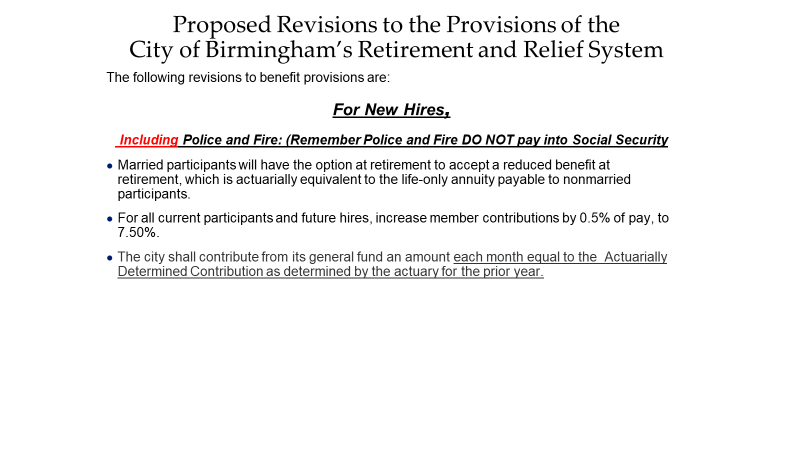 Proposed Revisions to the Provisions of the
City of Birmingham's Retirement and Relief System
The following revisions to benefit provisions are:
For New Hires,
Including Police and Fire: (Remember Police and Fire DO NOT pay into Social Security
• Married participants will have the option at retirement to accept a reduced benefit at
retirement, which is actuarially equivalent to the life-only annuity payable to nonmarried
participants.
• For all current participants and future hires, increase member contributions by 0.5% of pay, to
7.50%.
• The city shall contribute from its general fund an amount each month equal to the Actuarially
Determined Contribution as determined by the actuary for the prior year.